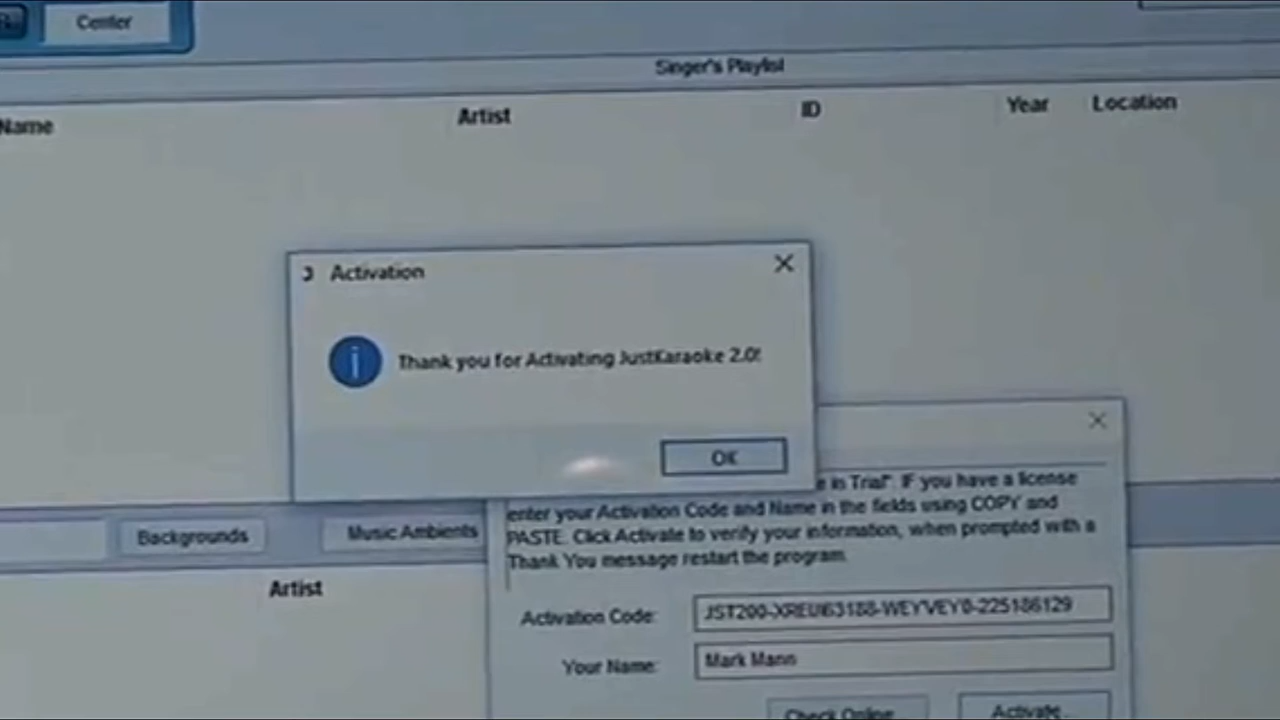 Center
Singer's Playlist
Name Artist ID Year Location
Activation
Thank you for Activating JustKaraoke 2.0!
OK
in Trial". IF you have a license
enter your Activation Code and Name in the fields using COPY and
PASTE. Click Activate to verify your information, when prompted with a
Thank You message restart the program.
Backgrounds Music Ambients
Artist
Activation Code:
Your Name: Mark Mann
Check Online... Activate...